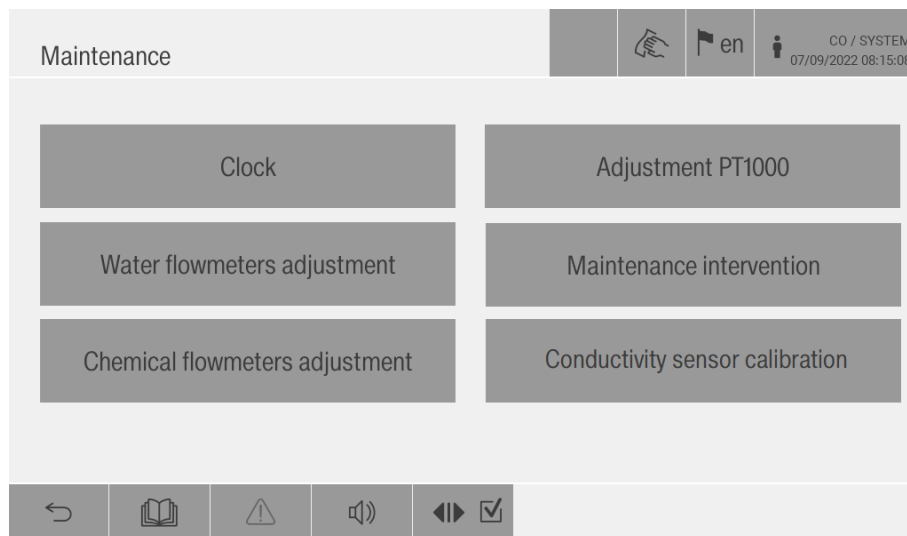 Maintenance
en
CO / SYSTEM
07/09/2022 08:15:08
Clock
Adjustment PT1000
Water flowmeters adjustment
Maintenance intervention
Chemical flowmeters adjustment
Conductivity sensor calibration